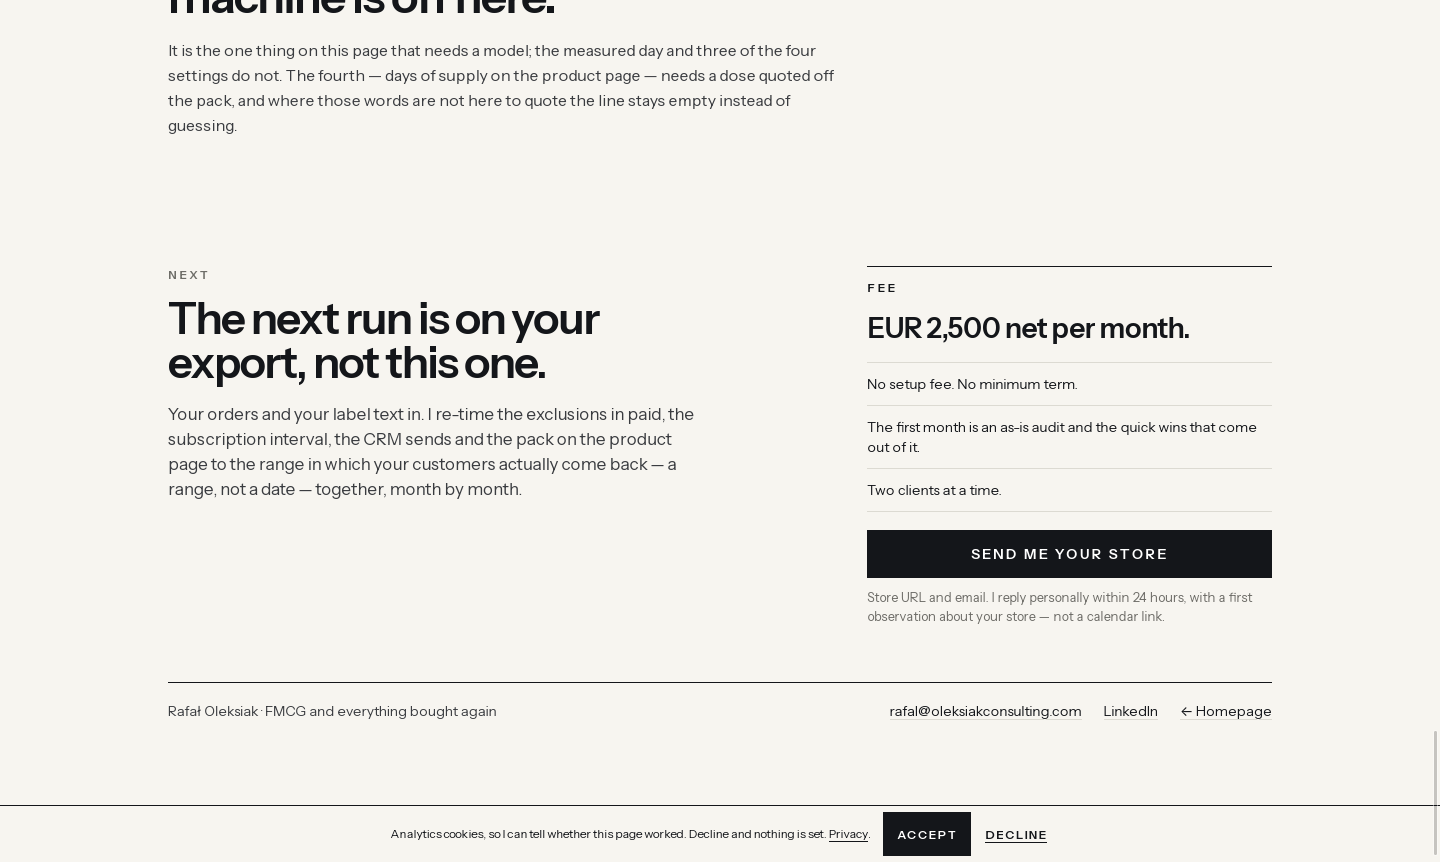 machine is on here.
It is the one thing on this page that needs a model; the measured day and three of the four
settings do not. The fourth — days of supply on the product page — needs a dose quoted off
the pack, and where those words are not here to quote the line stays empty instead of
guessing.
NEXT
The next run is on your
export, not this one.
Your orders and your label text in. I re-time the exclusions in paid, the
subscription interval, the CRM sends and the pack on the product
page to the range in which your customers actually come back — a
range, not a date — together, month by month.
FEE
EUR 2,500 net per month.
No setup fee. No minimum term.
The first month is an as-is audit and the quick wins that come
out of it.
Two clients at a time.
SEND ME YOUR STORE
Store URL and email. I reply personally within 24 hours, with a first
observation about your store — not a calendar link.
Rafał Oleksiak · FMCG and everything bought again
rafal@oleksiakconsulting.com LinkedIn ← Homepage
Analytics cookies, so I can tell whether this page worked. Decline and nothing is set. Privacy. ACCEPT DECLINE